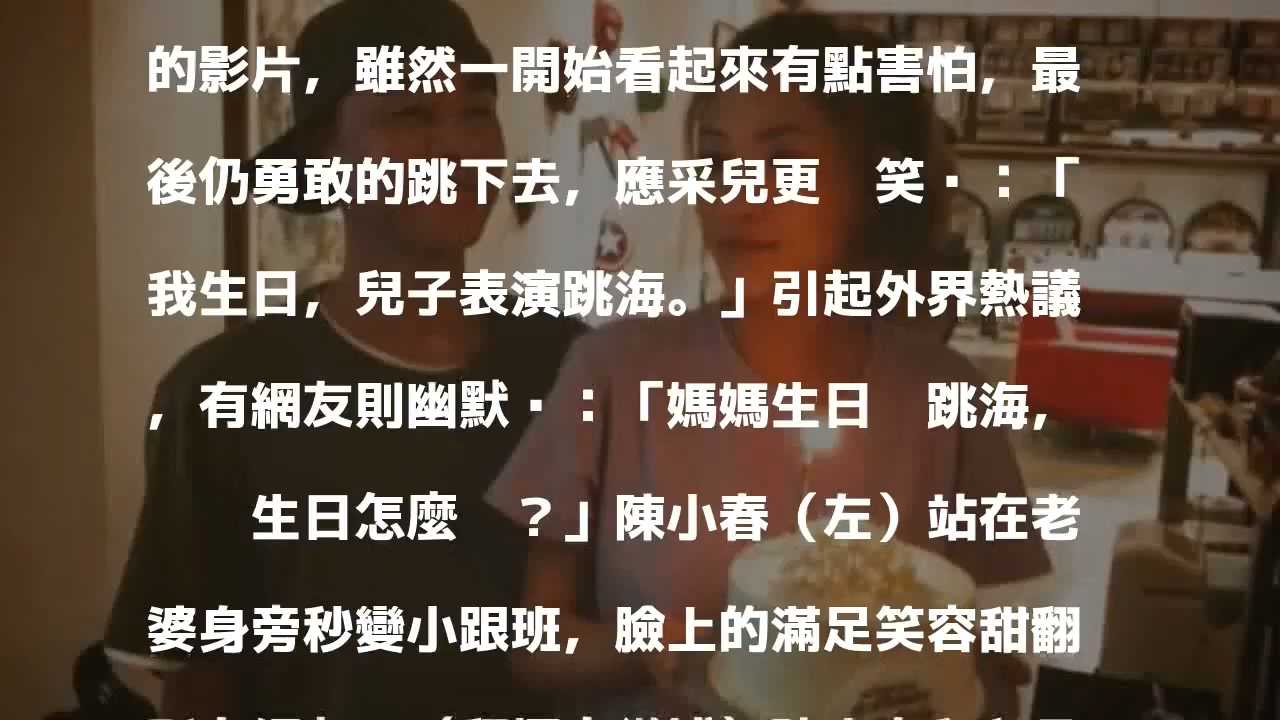 的影片，雖然一開始看起來有點害怕，最
後仍勇敢的跳下去，應采兒更　笑▪：「
我生日，兒子表演跳海。」引起外界熱議
，有網友則幽默▪：「媽媽生日　跳海，
　　生日怎麼　？」陳小春（左）站在老
婆身旁秒變小跟班，臉上的滿足笑容甜翻